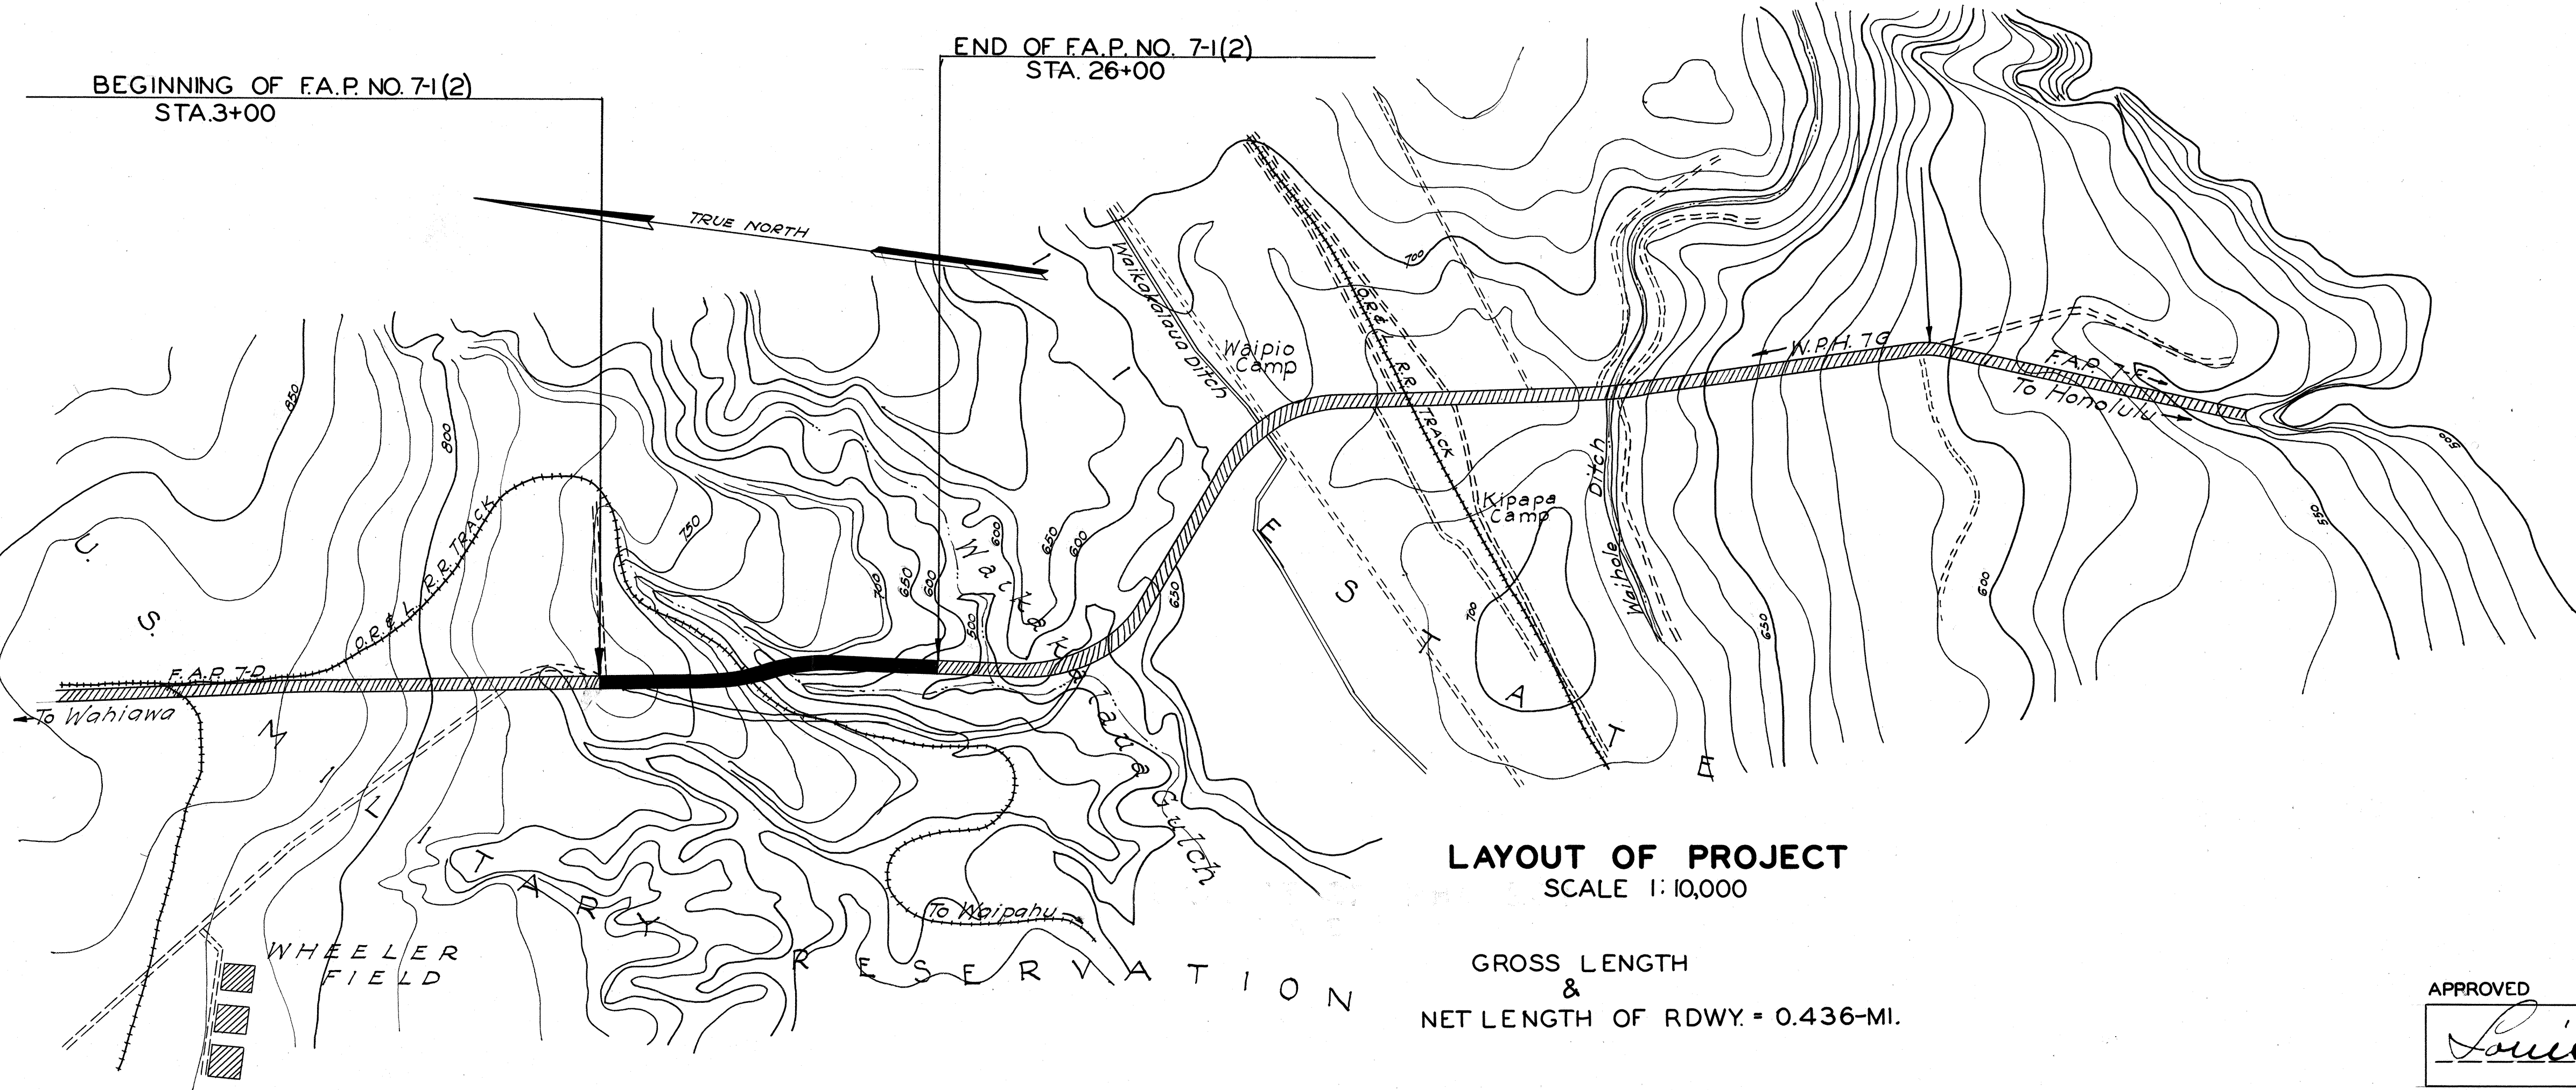 BEGINNING OF F.A.P. NO. 7-1(2)
STA.3+00
END OF F.A.P. NO. 7-1(2)
STA. 26+00
TRUE NORTH
Waikakalaua Ditch
Waipio
Camp
O.R.& L. R.R. TRACK
700
W.P.H. 7G
F.A.P. 7-E
To Honolulu
500
550
600
650
Ditch
Waihole
Kipapa
Camp
700
850
800
750
700
650
600
500
600
650
600
650
O.R.& L. R.R. TRACK
F.A.P. 7-D
To Wahiawa
Waikakalaua Gulch
U. S. MILITARY RESERVATION
ESTATE
WHEELER
FIELD
To Waipahu
LAYOUT OF PROJECT
SCALE 1:10,000
GROSS LENGTH
&
NET LENGTH OF RDWY. = 0.436-MI.
APPROVED